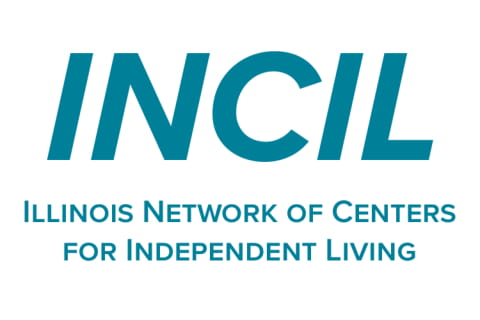 INCIL
Illinois Network of Centers
for Independent Living